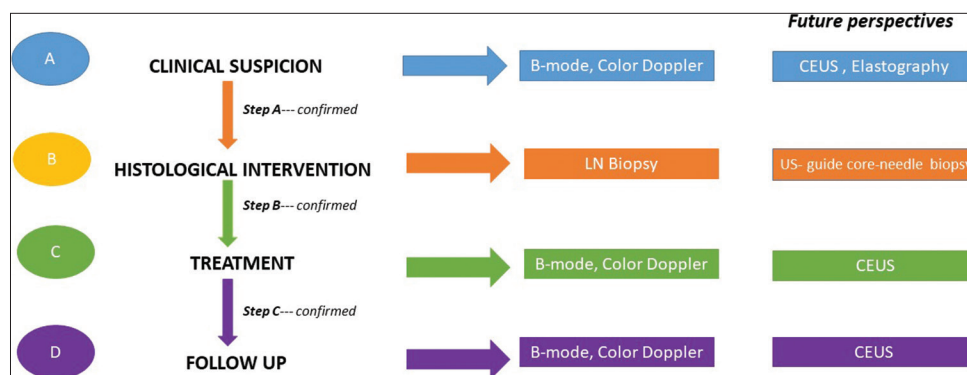 Future perspectives
A
CLINICAL SUSPICION
B-mode, Color Doppler
CEUS , Elastography
Step A--- confirmed
B
HISTOLOGICAL INTERVENTION
LN Biopsy
US- guide core-needle biopsy
Step B--- confirmed
C
TREATMENT
B-mode, Color Doppler
CEUS
Step C--- confirmed
D
FOLLOW UP
B-mode, Color Doppler
CEUS